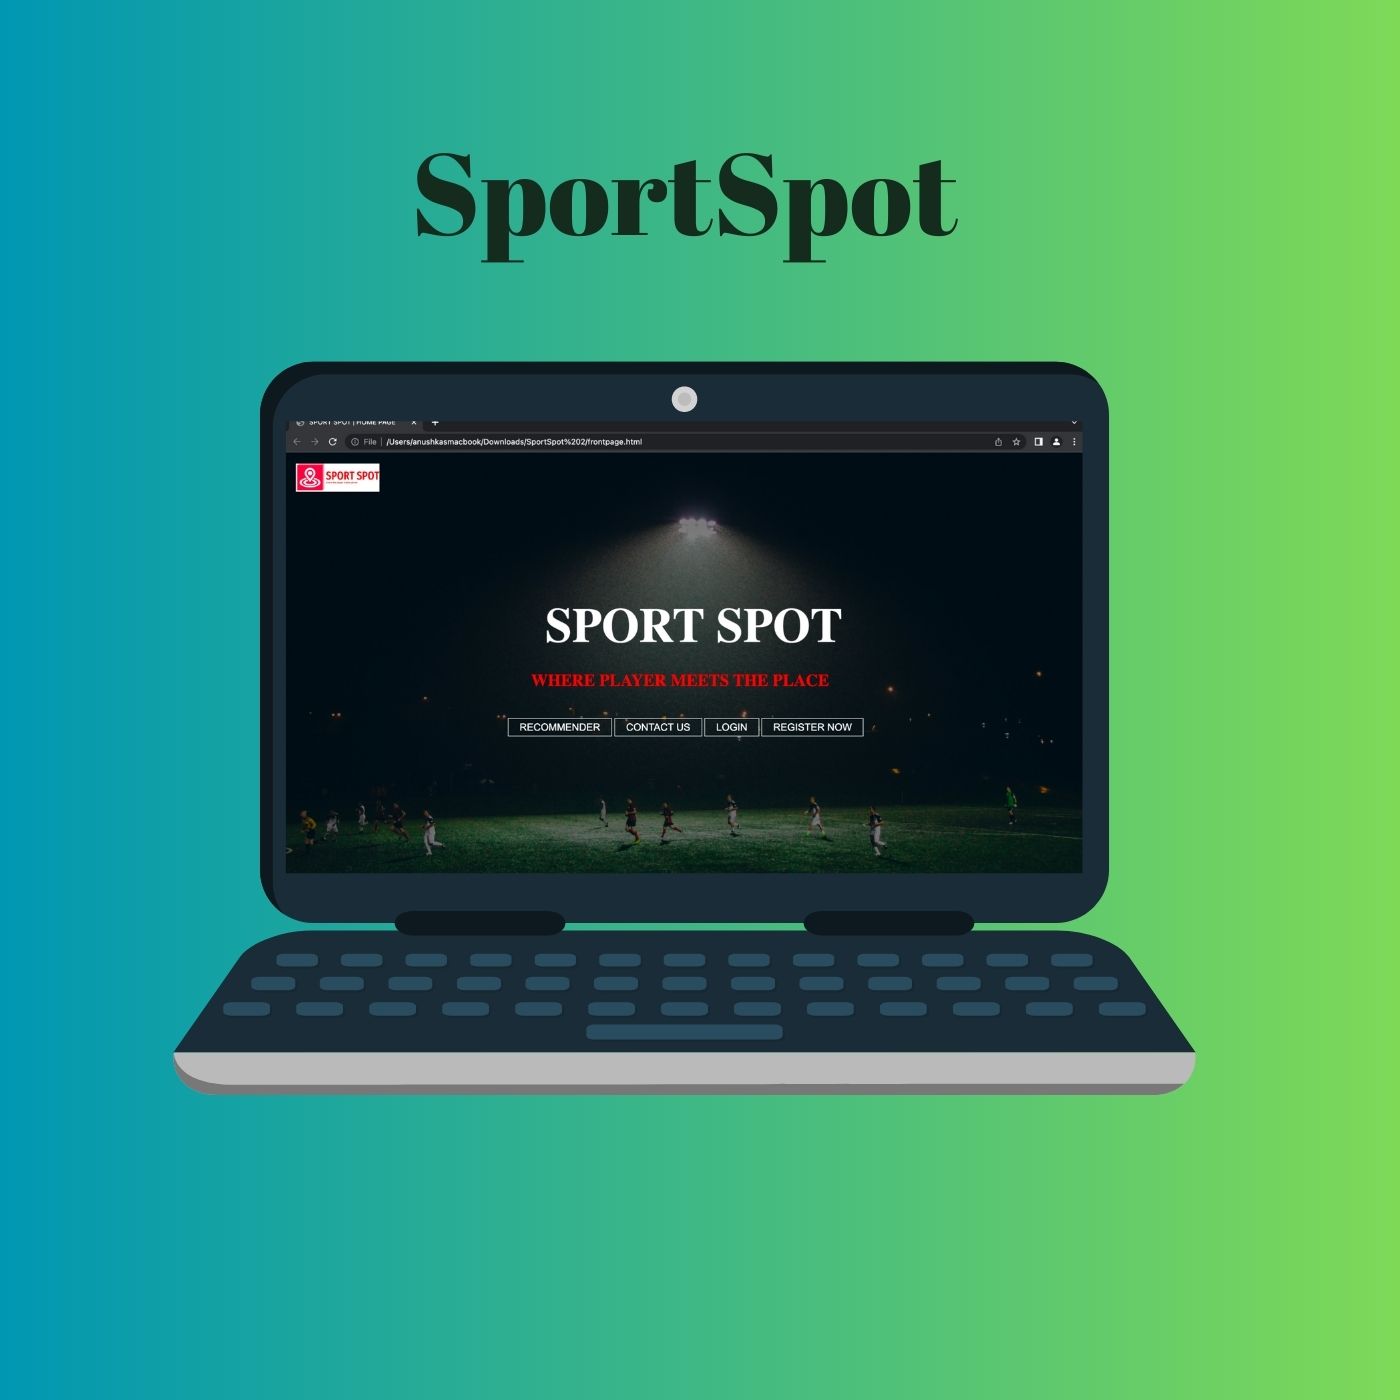 SportSpot
SPORT SPOT | HOME PAGE
File | /Users/anushkasmacbook/Downloads/SportSpot%202/frontpage.html
SPORT SPOT
SPORT SPOT
WHERE PLAYER MEETS THE PLACE
RECOMMENDER CONTACT US LOGIN REGISTER NOW